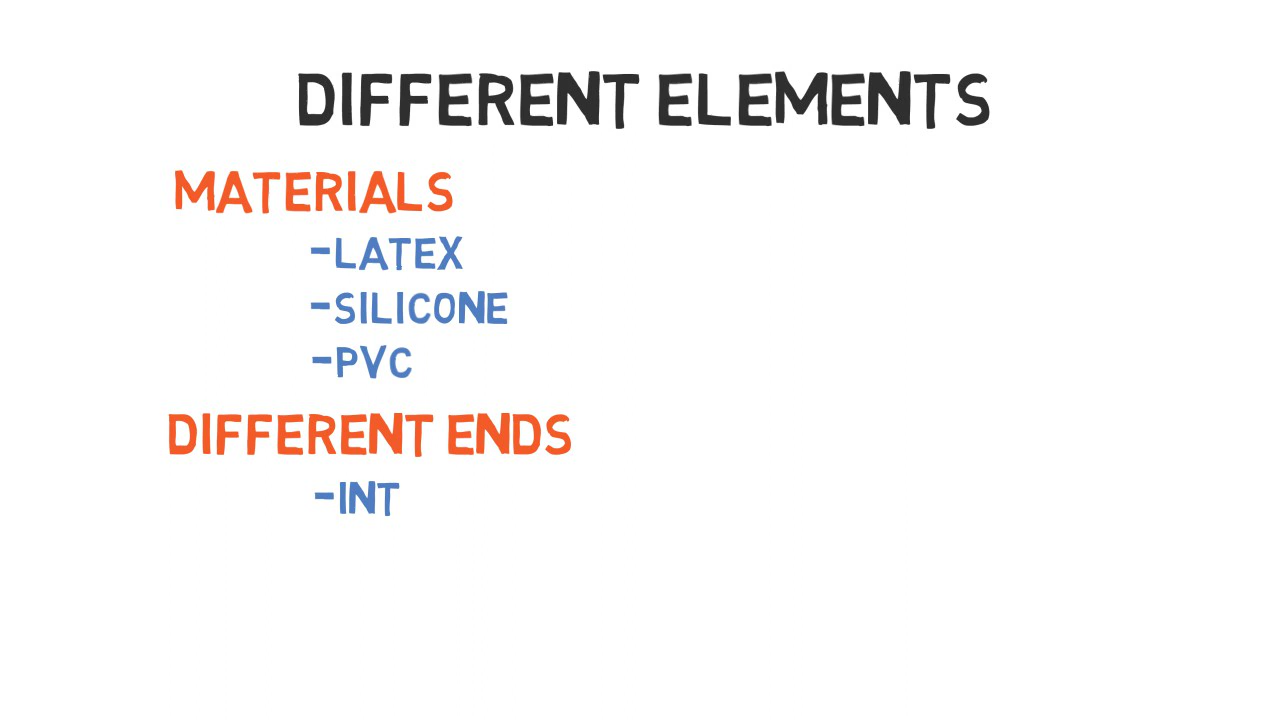 DIFFERENT ELEMENTS
MATERIALS
-LATEX
-SILICONE
-PVC
DIFFERENT ENDS
-INT